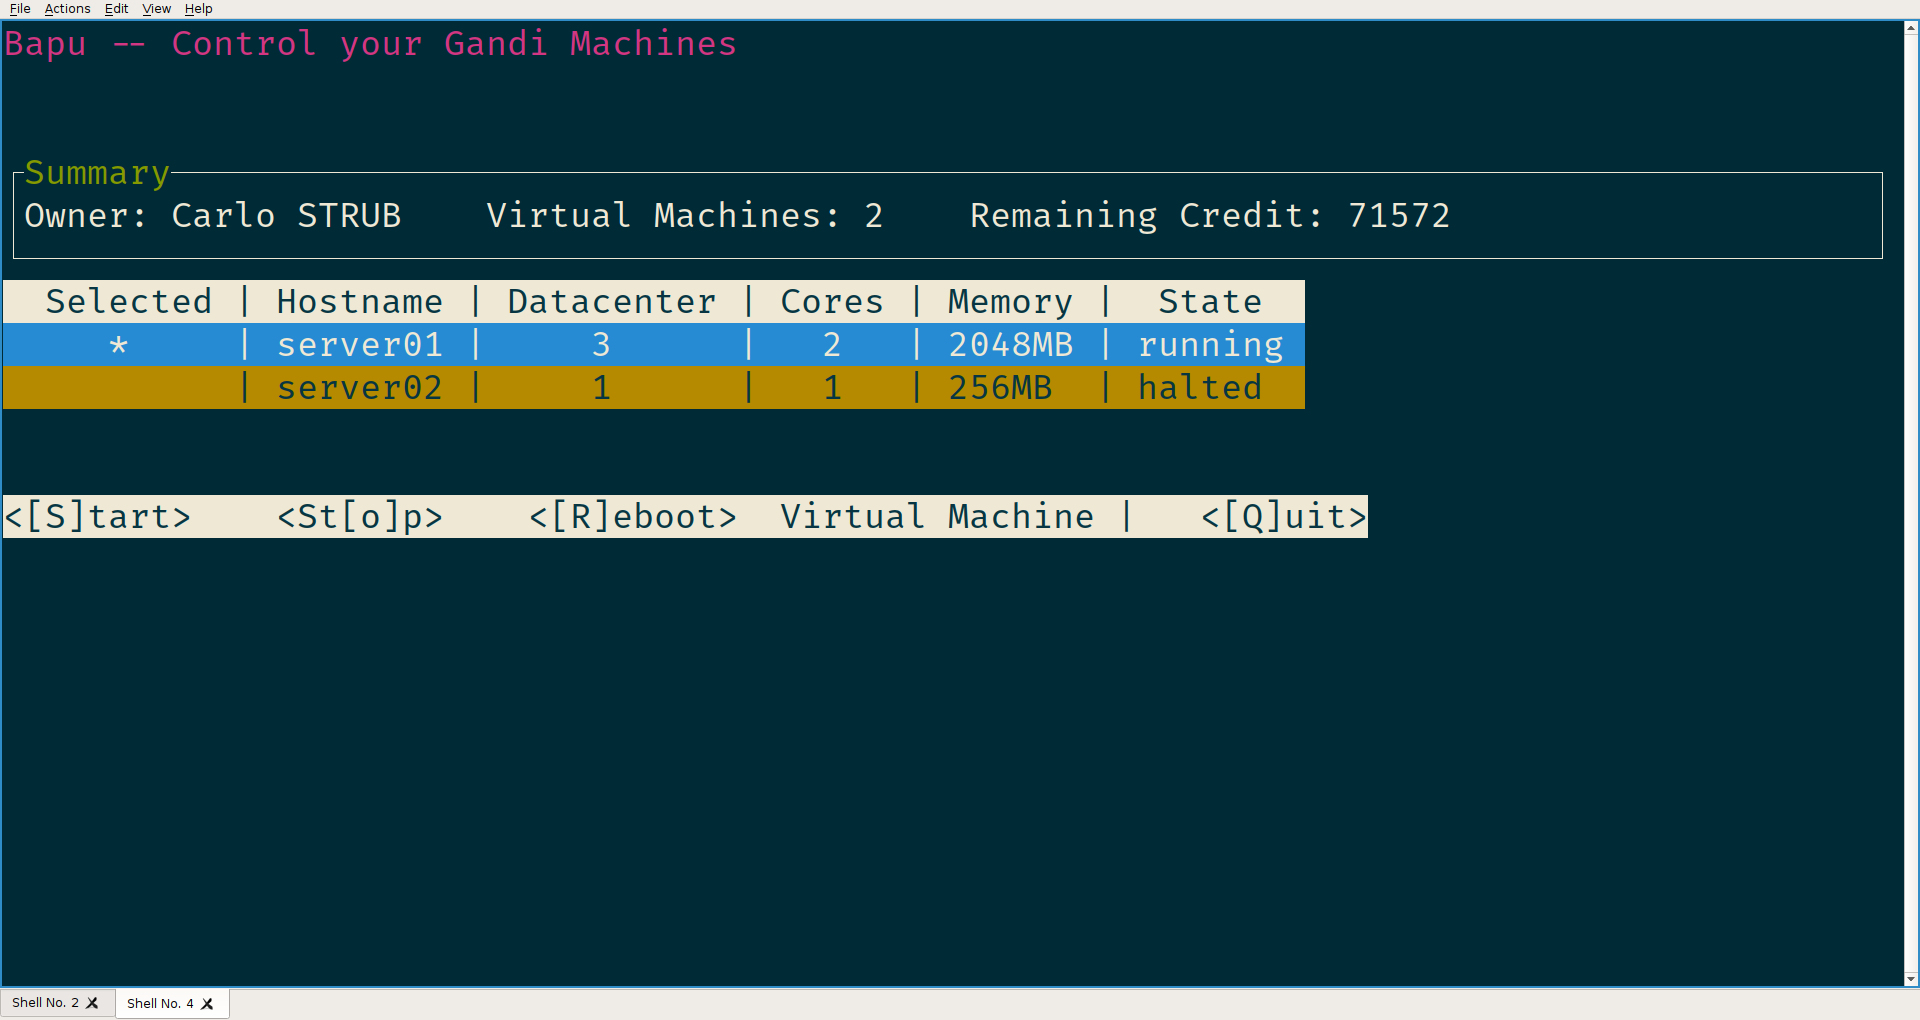 File Actions Edit View Help
Bapu -- Control your Gandi Machines
Summary
Owner: Carlo STRUB    Virtual Machines: 2    Remaining Credit: 71572
Selected | Hostname | Datacenter | Cores | Memory | State
* | server01 | 3 | 2 | 2048MB | running
| server02 | 1 | 1 | 256MB | halted
<[S]tart>    <St[o]p>    <[R]eboot>  Virtual Machine |   <[Q]uit>
Shell No. 2 Shell No. 4